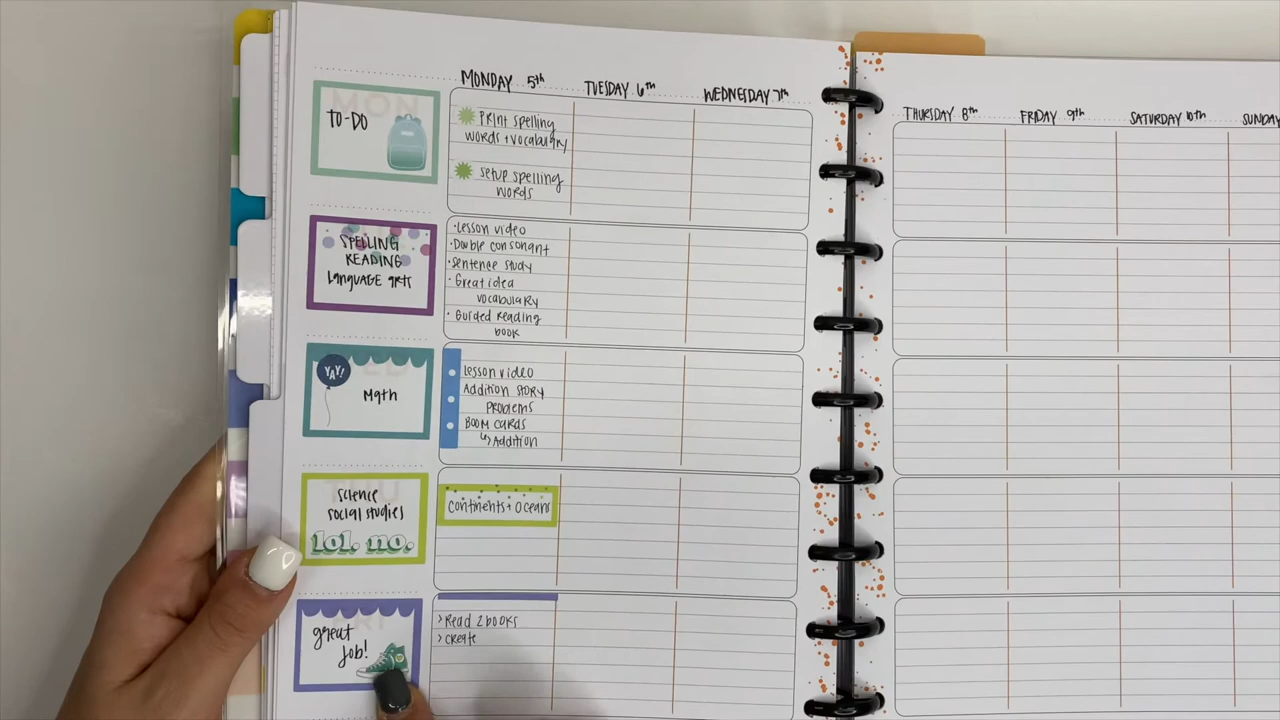 MONDAY 5th
TUESDAY 6th
WEDNESDAY 7th
THURSDAY 8th
FRIDAY 9th
SATURDAY 10th
SUNDAY
MON
TO-DO
Print spelling
words + vocabulary
setup spelling
words
SPELLING
READING
Language arts
·Lesson video
·Double consonant
·Sentence study
·Great idea
vocabulary
·Guided Reading
book
YAY!
Math
Lesson video
Addition STORY
Problems
BOOM cards
↳ Addition
science
social studies
lol. no.
continents + oceans
great
job!
> Read 2 books
> create